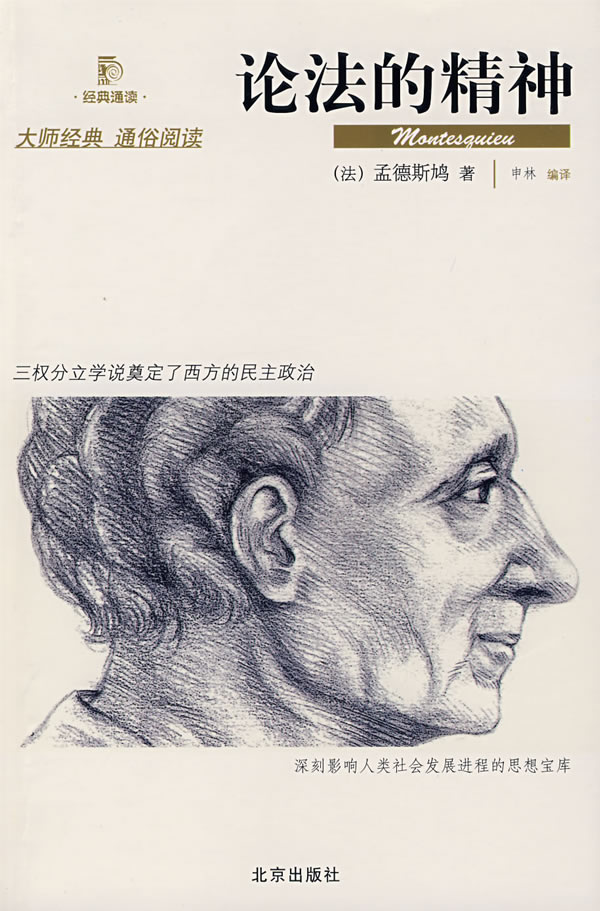 ·经典通读·
大师经典 通俗阅读
论法的精神
Montesquieu
(法) 孟德斯鸠 著 申林 编译
三权分立学说奠定了西方的民主政治
深刻影响人类社会发展进程的思想宝库
北京出版社